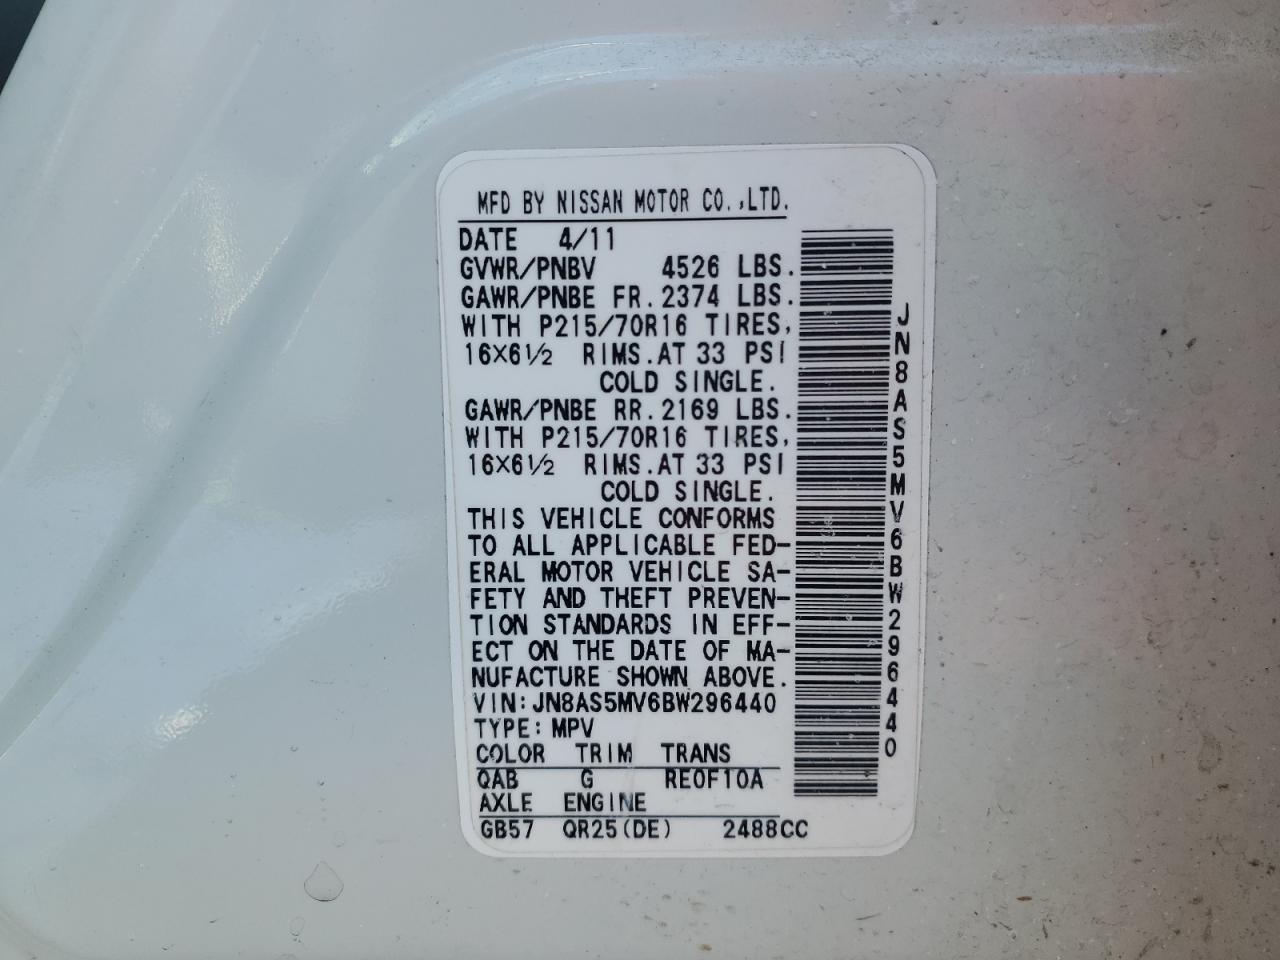 MFD BY NISSAN MOTOR CO.,LTD.
DATE 4/11
GVWR/PNBV 4526 LBS.
GAWR/PNBE FR.2374 LBS.
WITH P215/70R16 TIRES,
16×6½ RIMS.AT 33 PSI
COLD SINGLE.
GAWR/PNBE RR.2169 LBS.
WITH P215/70R16 TIRES,
16×6½ RIMS.AT 33 PSI
COLD SINGLE.
THIS VEHICLE CONFORMS
TO ALL APPLICABLE FED-
ERAL MOTOR VEHICLE SA-
FETY AND THEFT PREVEN-
TION STANDARDS IN EFF-
ECT ON THE DATE OF MA-
NUFACTURE SHOWN ABOVE.
VIN:JN8AS5MV6BW296440
TYPE:MPV
COLOR TRIM TRANS
QAB G RE0F10A
AXLE ENGINE
GB57 QR25(DE) 2488CC
JN8AS5MV6BW296440